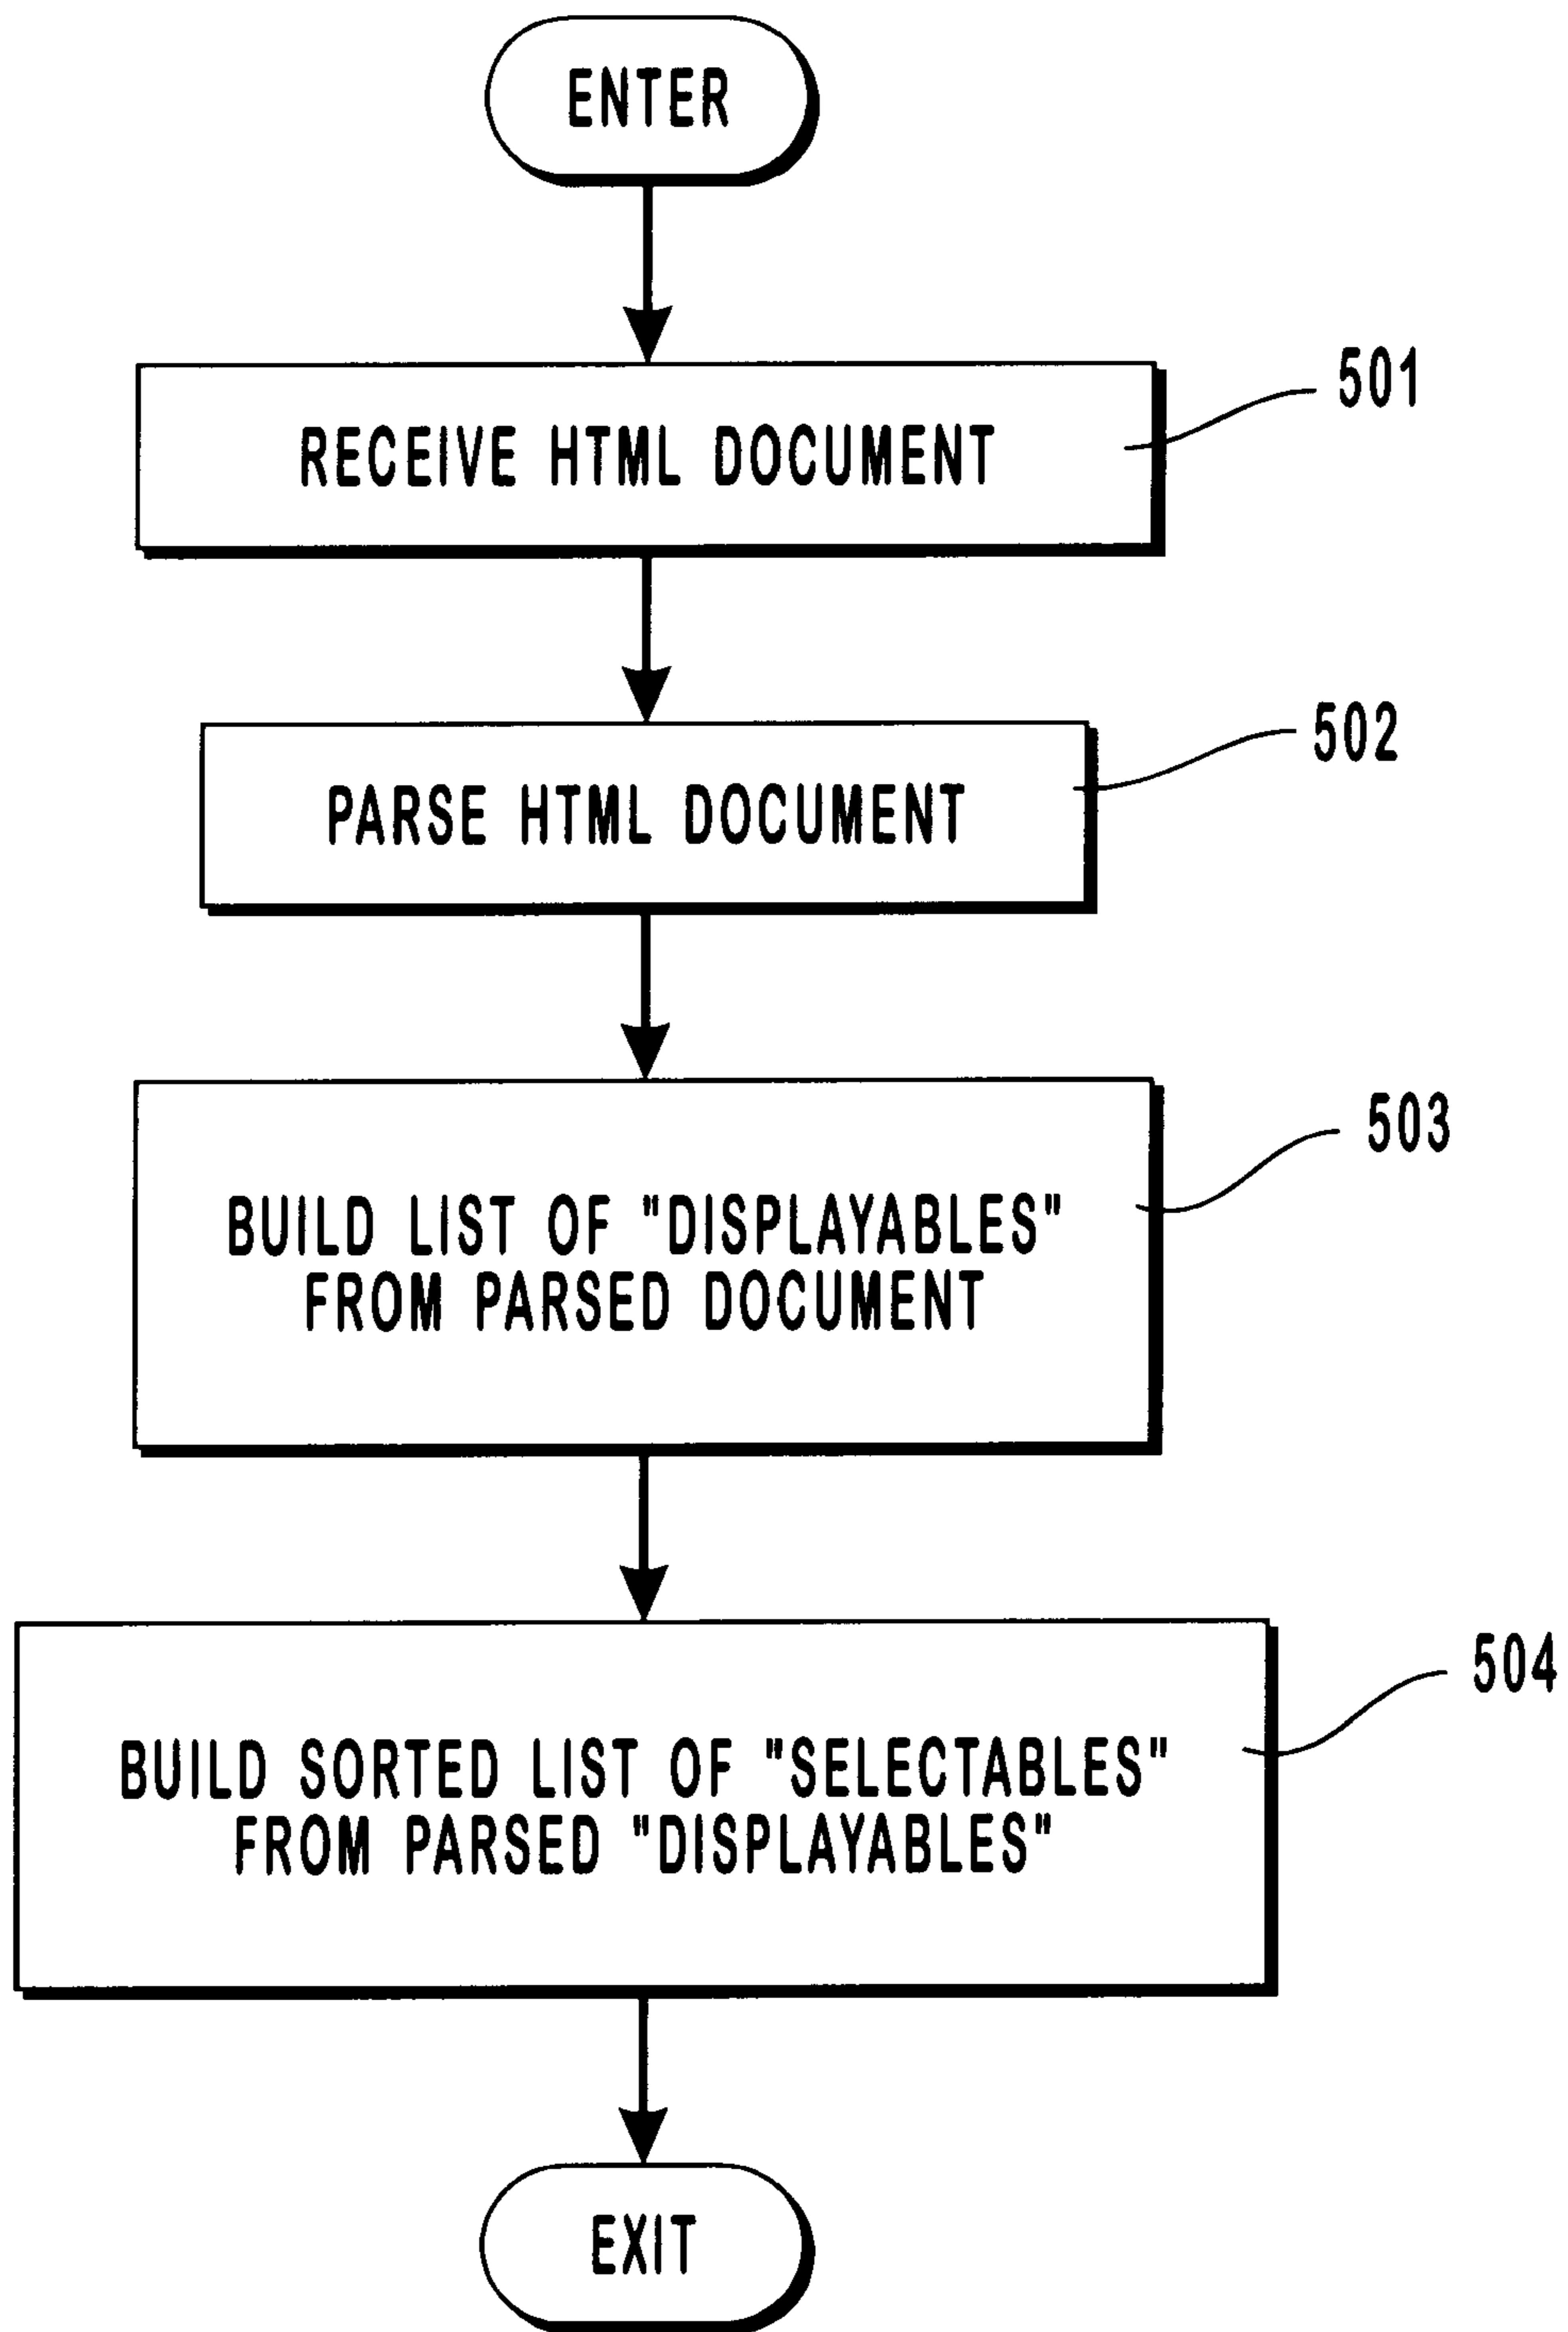 ENTER
501
RECEIVE HTML DOCUMENT
502
PARSE HTML DOCUMENT
503
BUILD LIST OF "DISPLAYABLES"
FROM PARSED DOCUMENT
504
BUILD SORTED LIST OF "SELECTABLES"
FROM PARSED "DISPLAYABLES"
EXIT